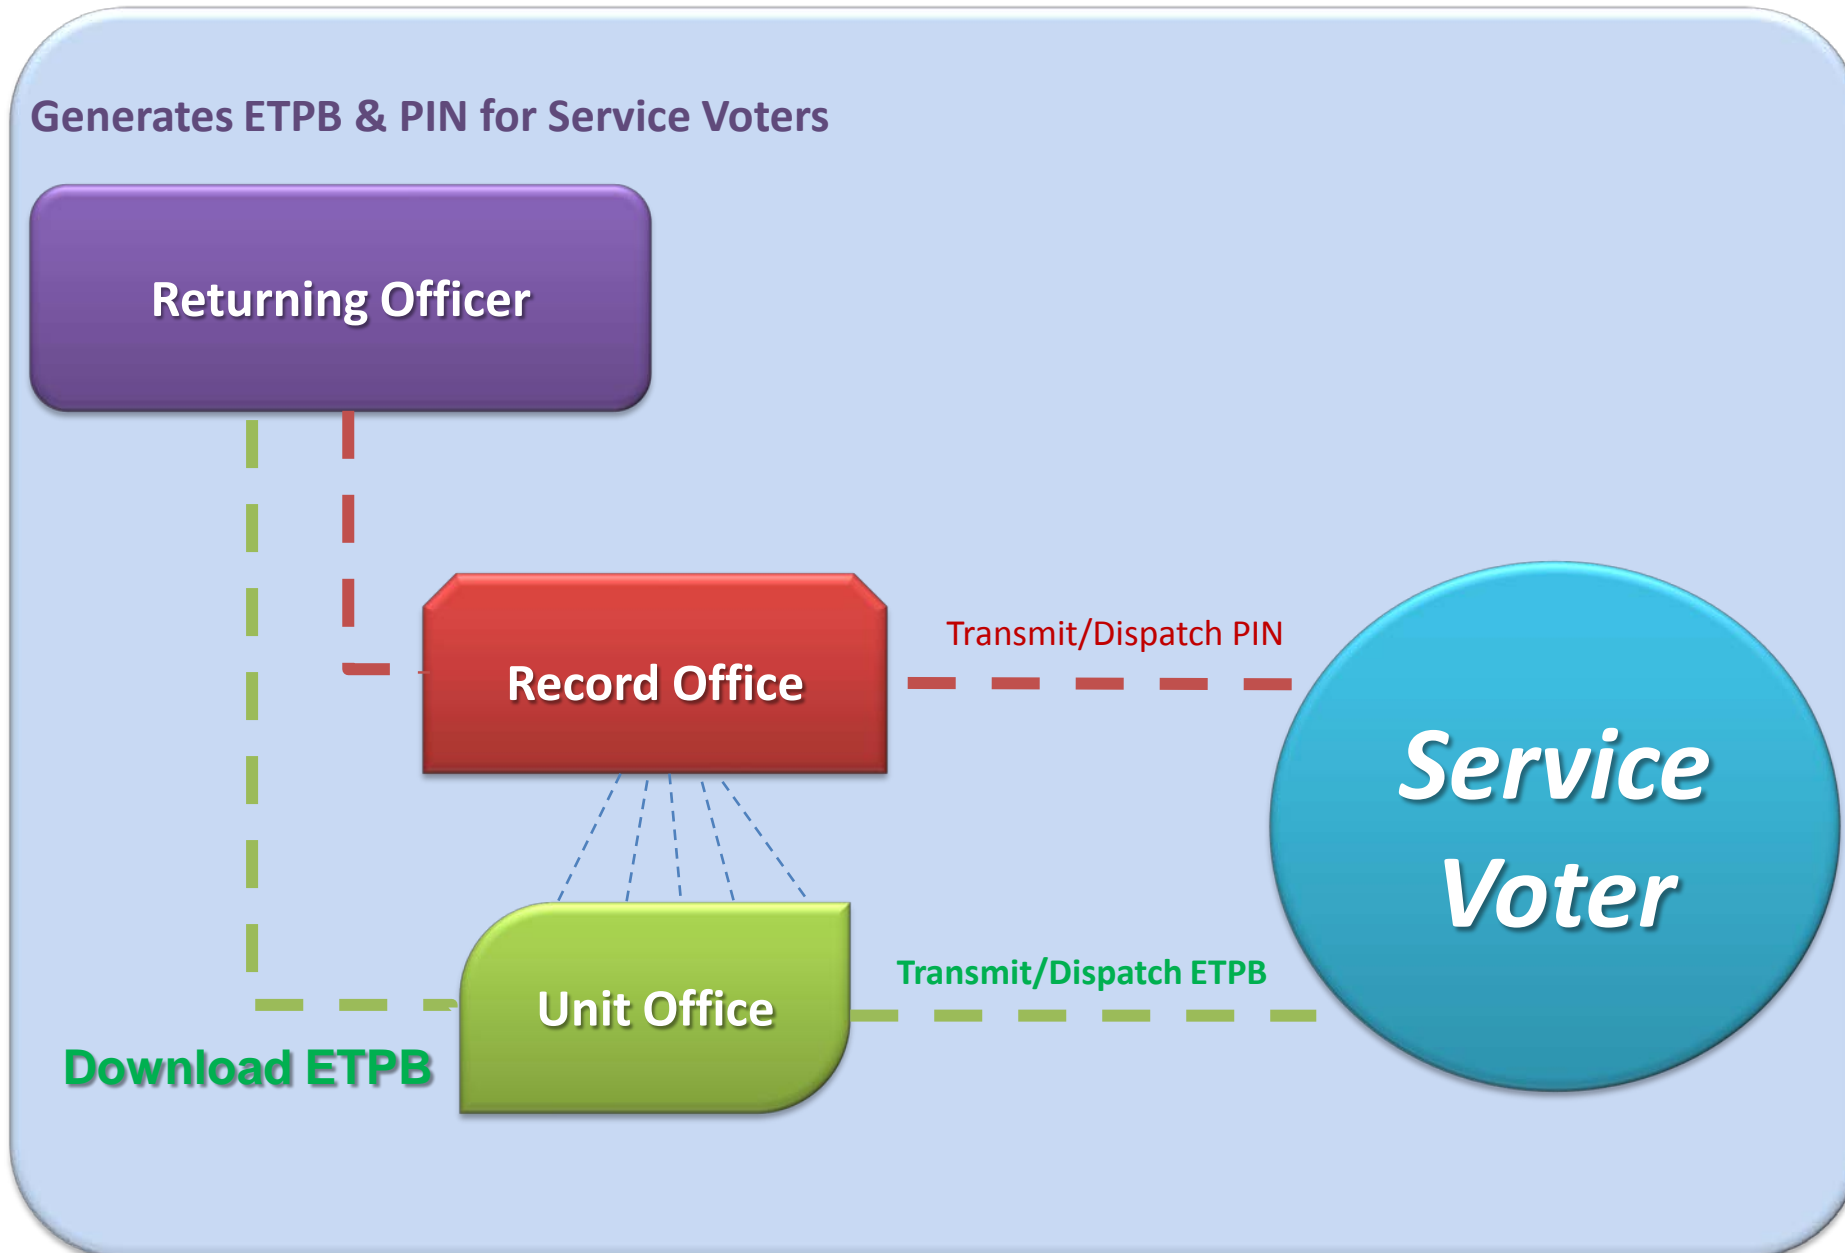 Generates ETPB & PIN for Service Voters
Returning Officer
Record Office
Transmit/Dispatch PIN
Service
Voter
Unit Office
Transmit/Dispatch ETPB
Download ETPB